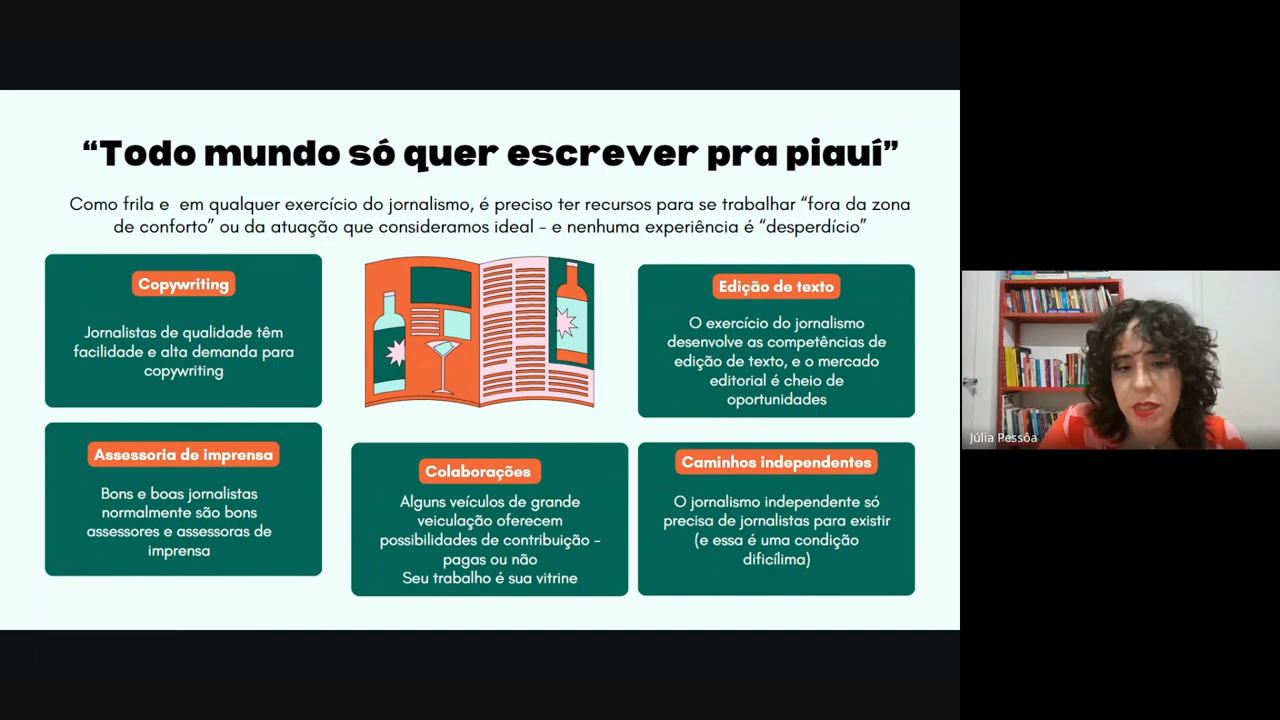 “Todo mundo só quer escrever pra piauí”
Como frila e em qualquer exercício do jornalismo, é preciso ter recursos para se trabalhar “fora da zona
de conforto” ou da atuação que consideramos ideal - e nenhuma experiência é “desperdício”
Copywriting
Jornalistas de qualidade têm
facilidade e alta demanda para
copywriting
Edição de texto
O exercício do jornalismo
desenvolve as competências de
edição de texto, e o mercado
editorial é cheio de
oportunidades
Assessoria de imprensa
Bons e boas jornalistas
normalmente são bons
assessores e assessoras de
imprensa
Colaborações
Alguns veículos de grande
veiculação oferecem
possibilidades de contribuição -
pagas ou não
Seu trabalho é sua vitrine
Caminhos independentes
O jornalismo independente só
precisa de jornalistas para existir
(e essa é uma condição
dificílima)
Júlia Pessôa